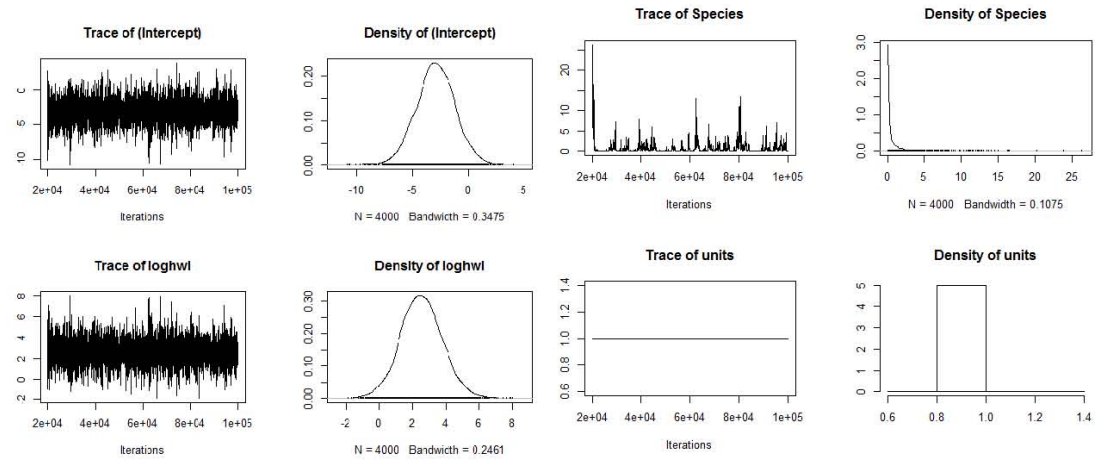 Trace of (Intercept)
0
5
10
2e+04 4e+04 6e+04 8e+04 1e+05
Iterations
Density of (Intercept)
0.20
0.10
0.00
-10 -5 0 5
N = 4000 Bandwidth = 0.3475
Trace of Species
20
15
10
5
0
2e+04 4e+04 6e+04 8e+04 1e+05
Iterations
Density of Species
3.0
2.0
1.0
0.0
0 5 10 15 20 25
N = 4000 Bandwidth = 0.1075
Trace of loghwl
8
6
4
2
0
2
2e+04 4e+04 6e+04 8e+04 1e+05
Iterations
Density of loghwl
0.30
0.20
0.10
0.00
-2 0 2 4 6 8
N = 4000 Bandwidth = 0.2461
Trace of units
1.4
1.2
1.0
0.8
0.6
2e+04 4e+04 6e+04 8e+04 1e+05
Iterations
Density of units
5
4
3
2
1
0
0.6 0.8 1.0 1.2 1.4